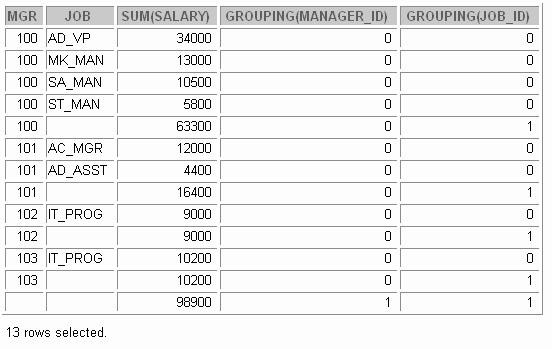 MGR JOB SUM(SALARY) GROUPING(MANAGER_ID) GROUPING(JOB_ID)
100 AD_VP 34000 0 0
100 MK_MAN 13000 0 0
100 SA_MAN 10500 0 0
100 ST_MAN 5800 0 0
100 63300 0 1
101 AC_MGR 12000 0 0
101 AD_ASST 4400 0 0
101 16400 0 1
102 IT_PROG 9000 0 0
102 9000 0 1
103 IT_PROG 10200 0 0
103 10200 0 1
98900 1 1
13 rows selected.